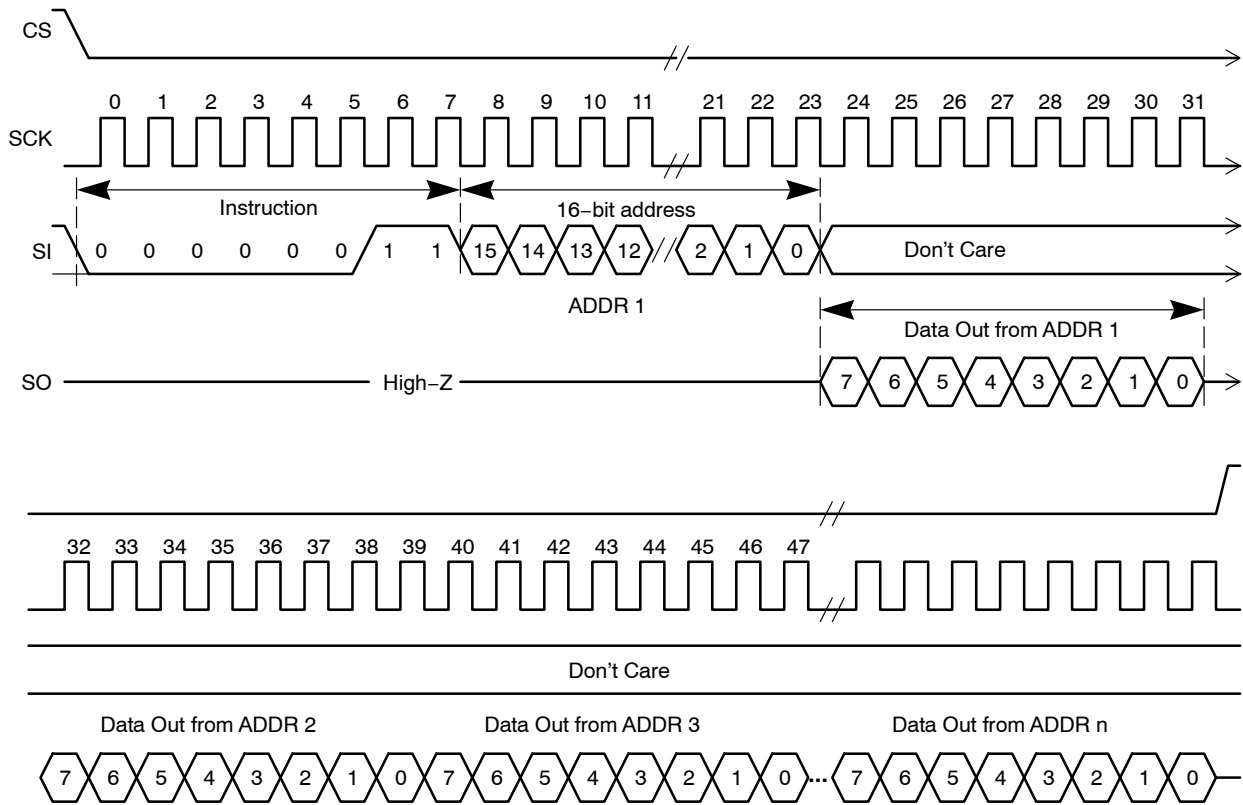 CS
0 1 2 3 4 5 6 7 8 9 10 11 21 22 23 24 25 26 27 28 29 30 31
SCK
Instruction 16−bit address
SI 0 0 0 0 0 0 1 1 15 14 13 12 2 1 0 Don't Care
ADDR 1
Data Out from ADDR 1
SO High−Z 7 6 5 4 3 2 1 0
32 33 34 35 36 37 38 39 40 41 42 43 44 45 46 47
Don't Care
Data Out from ADDR 2 Data Out from ADDR 3 Data Out from ADDR n
7 6 5 4 3 2 1 0 7 6 5 4 3 2 1 0 ... 7 6 5 4 3 2 1 0